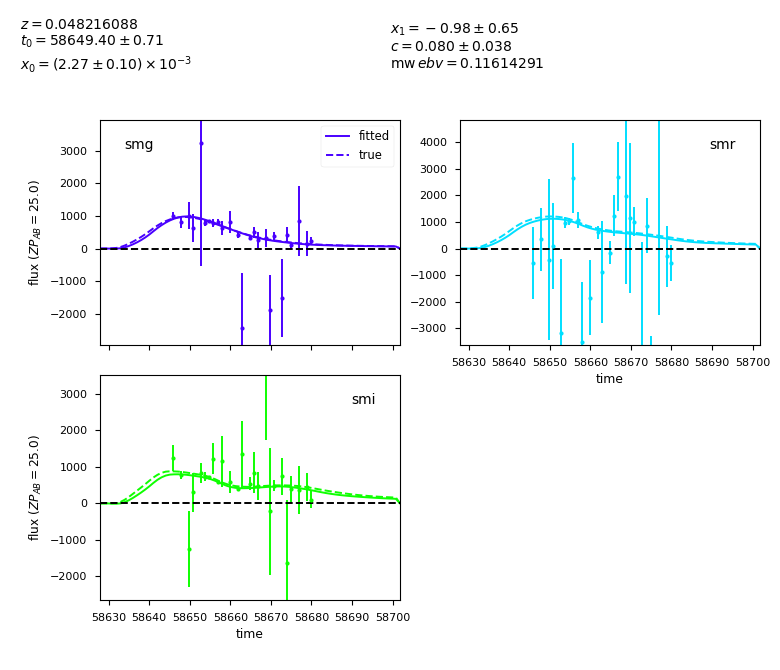 z = 0.048216088
t₀ = 58649.40 ± 0.71
x₀ = (2.27 ± 0.10) × 10⁻³
x₁ = −0.98 ± 0.65
c = 0.080 ± 0.038
mw ebv = 0.11614291
smg
fitted
true
3000
2000
1000
0
−1000
−2000
flux (ZP_AB = 25.0)
smr
4000
3000
2000
1000
0
−1000
−2000
−3000
58630 58640 58650 58660 58670 58680 58690 58700
time
smi
3000
2000
1000
0
−1000
−2000
flux (ZP_AB = 25.0)
58630 58640 58650 58660 58670 58680 58690 58700
time